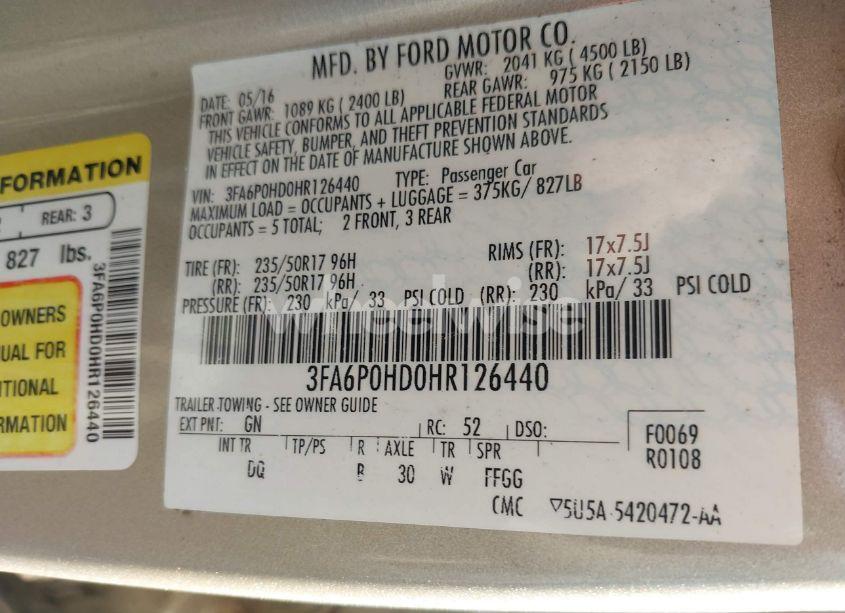 MFD. BY FORD MOTOR CO.
DATE: 05/16 GVWR: 2041 KG ( 4500 LB)
FRONT GAWR: 1089 KG ( 2400 LB) REAR GAWR: 975 KG ( 2150 LB)
THIS VEHICLE CONFORMS TO ALL APPLICABLE FEDERAL MOTOR
VEHICLE SAFETY, BUMPER, AND THEFT PREVENTION STANDARDS
IN EFFECT ON THE DATE OF MANUFACTURE SHOWN ABOVE.
VIN: 3FA6P0HD0HR126440 TYPE: Passenger Car
MAXIMUM LOAD = OCCUPANTS + LUGGAGE = 375KG/ 827LB
OCCUPANTS = 5 TOTAL; 2 FRONT, 3 REAR
TIRE (FR): 235/50R17 96H RIMS (FR): 17x7.5J
(RR): 235/50R17 96H (RR): 17x7.5J
PRESSURE (FR): 230 kPa/ 33 PSI COLD (RR): 230 kPa/ 33 PSI COLD
wheelwise
3FA6P0HD0HR126440
TRAILER TOWING - SEE OWNER GUIDE
EXT PNT: GN RC: 52 DSO: F0069
INT TR TP/PS R AXLE TR SPR R0108
DQ B 30 W FFGG
CMC ▽5U5A 5420472-AA
FORMATION
REAR: 3
827 lbs.
OWNERS
UAL FOR
ITIONAL
RMATION
3FA6P0HD0HR126440